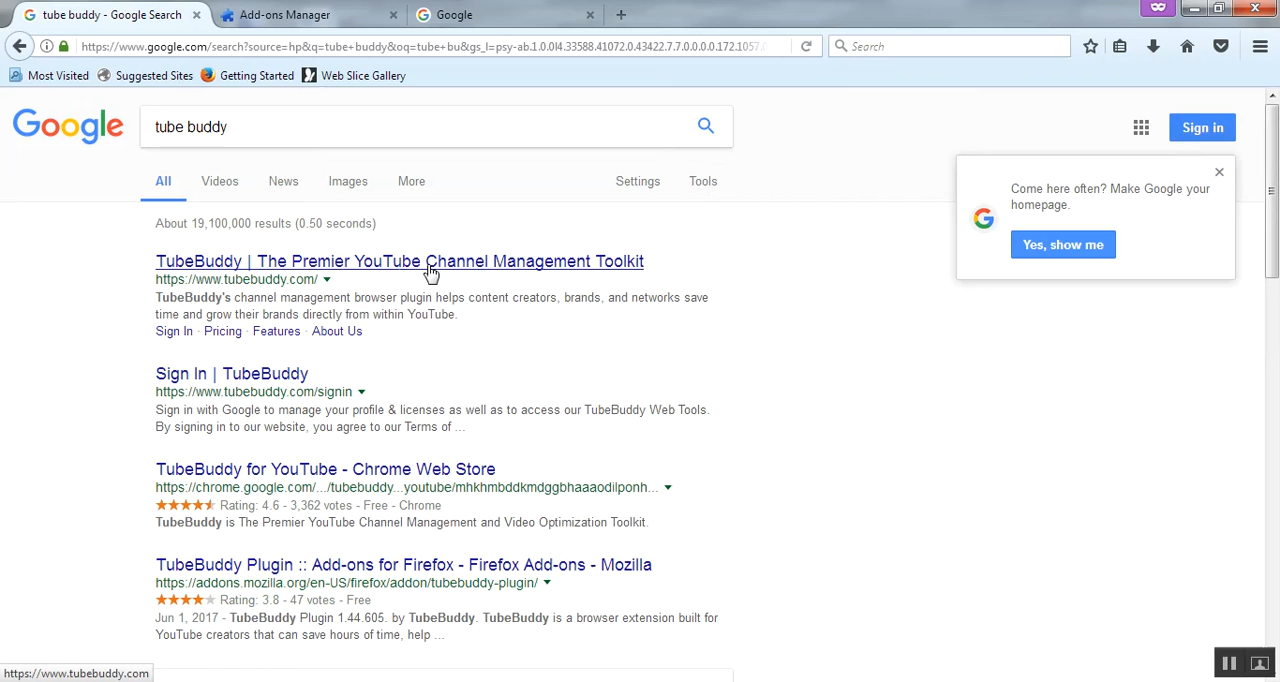 tube buddy - Google Search
Add-ons Manager
Google
https://www.google.com/search?source=hp&q=tube+buddy&oq=tube+bu&gs_l=psy-ab.1.0.0l4.33588.41072.0.43422.7.7.0.0.0.0.172.1057.
Search
Most Visited
Suggested Sites
Getting Started
Web Slice Gallery
Google
tube buddy
Sign in
All
Videos
News
Images
More
Settings
Tools
Come here often? Make Google your
homepage.
Yes, show me
About 19,100,000 results (0.50 seconds)
TubeBuddy | The Premier YouTube Channel Management Toolkit
https://www.tubebuddy.com/
TubeBuddy's channel management browser plugin helps content creators, brands, and networks save
time and grow their brands directly from within YouTube.
Sign In · Pricing · Features · About Us
Sign In | TubeBuddy
https://www.tubebuddy.com/signin
Sign in with Google to manage your profile & licenses as well as to access our TubeBuddy Web Tools.
By signing in to our website, you agree to our Terms of ...
TubeBuddy for YouTube - Chrome Web Store
https://chrome.google.com/.../tubebuddy...youtube/mhkhmbddkmdggbhaaaodilponh...
Rating: 4.6 - 3,362 votes - Free - Chrome
TubeBuddy is The Premier YouTube Channel Management and Video Optimization Toolkit.
TubeBuddy Plugin :: Add-ons for Firefox - Firefox Add-ons - Mozilla
https://addons.mozilla.org/en-US/firefox/addon/tubebuddy-plugin/
Rating: 3.8 - 47 votes - Free
Jun 1, 2017 - TubeBuddy Plugin 1.44.605. by TubeBuddy. TubeBuddy is a browser extension built for
YouTube creators that can save hours of time, help ...
https://www.tubebuddy.com